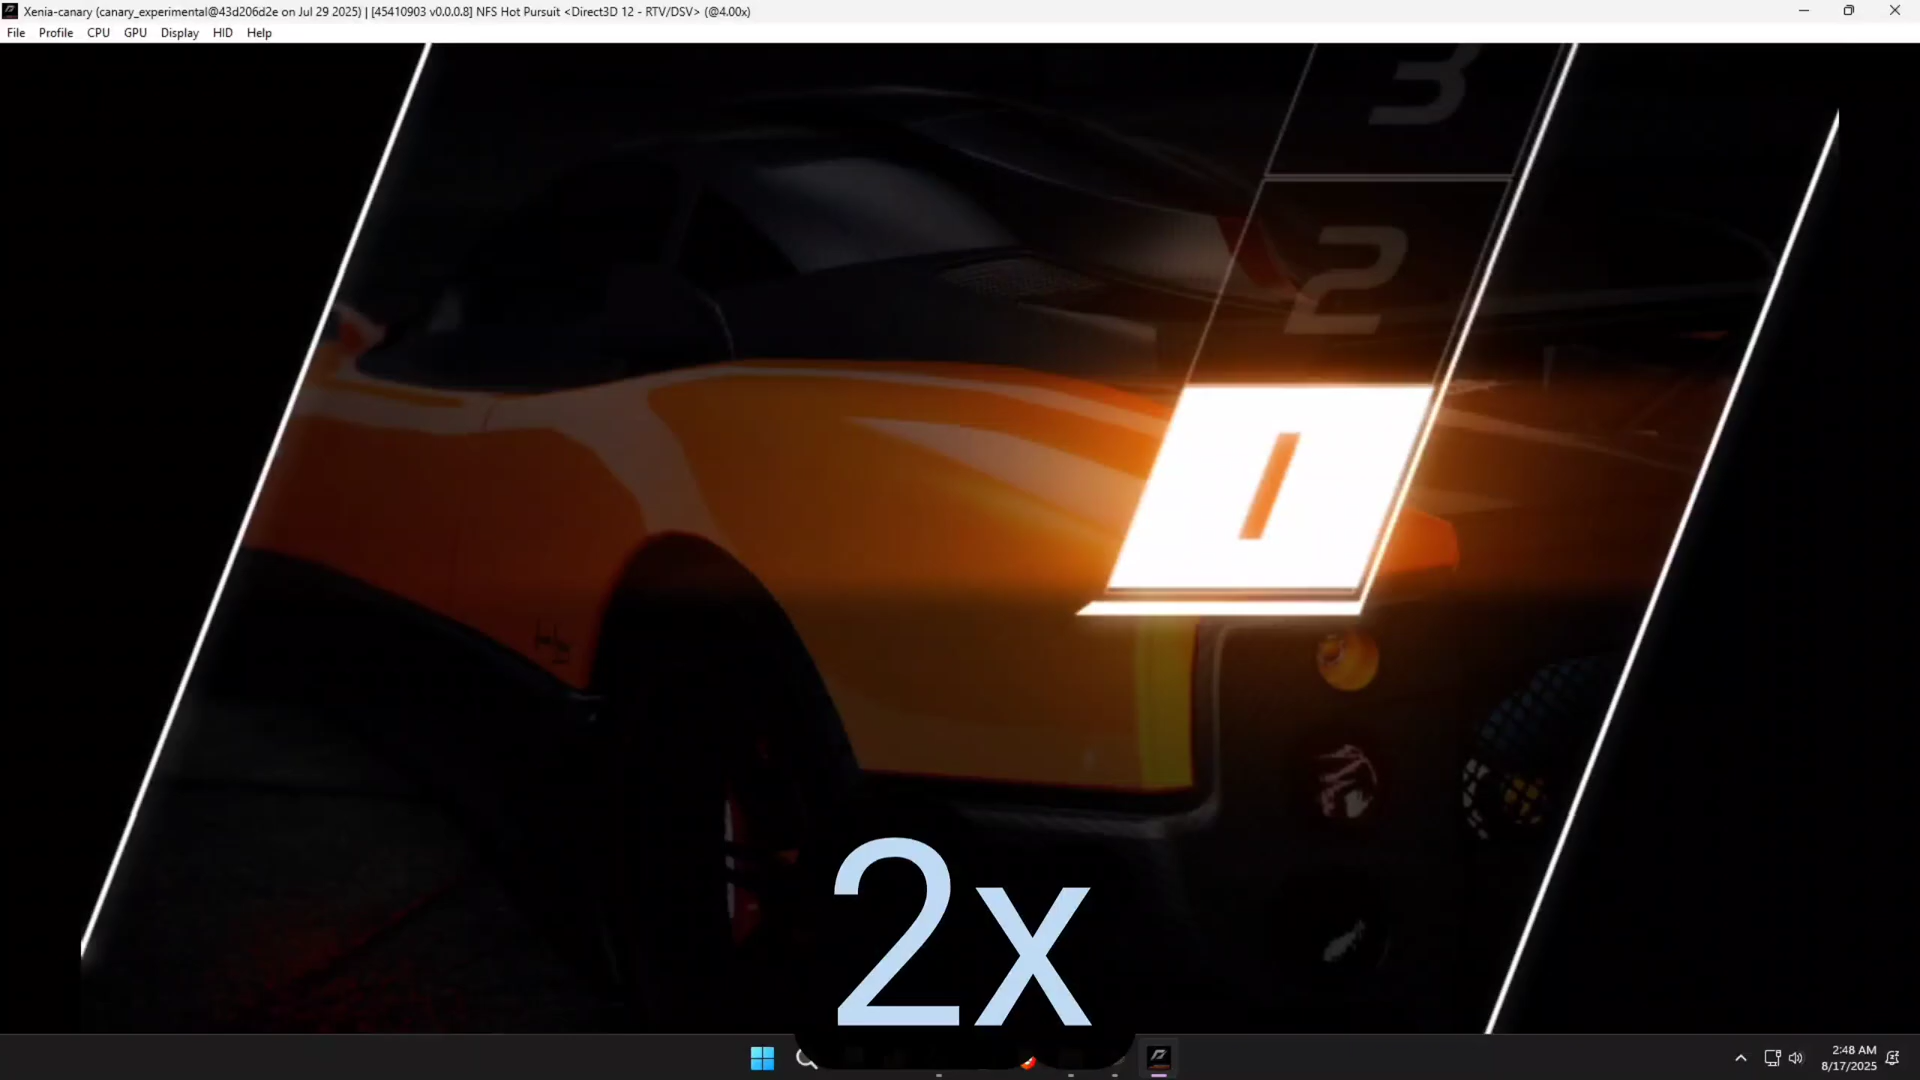 Xenia-canary (canary_experimental@43d206d2e on Jul 29 2025) | [45410903 v0.0.0.8] NFS Hot Pursuit <Direct3D 12 - RTV/DSV> (@4.00x)
File Profile CPU GPU Display HID Help
3
2
1
2x
2:48 AM
8/17/2025